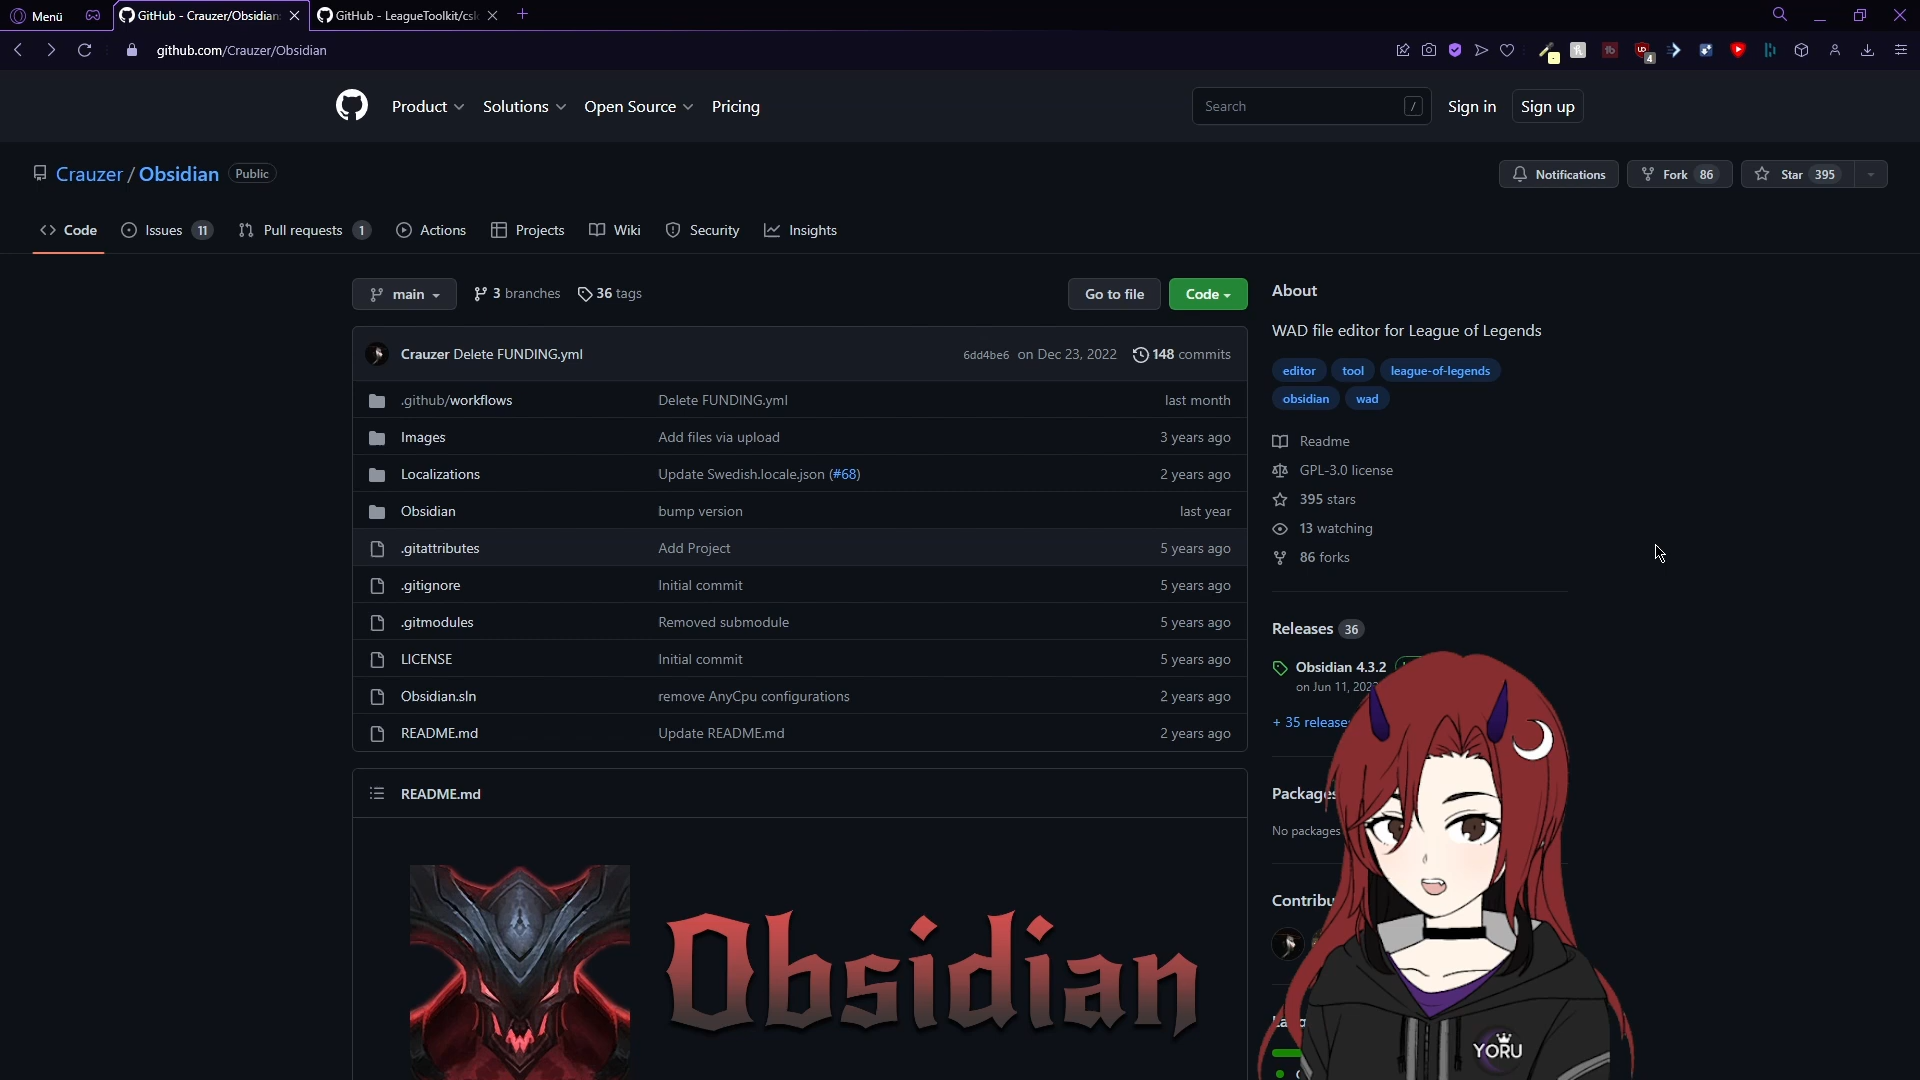 Menü
GitHub - Crauzer/Obsidian:
GitHub - LeagueToolkit/csl
github.com/Crauzer/Obsidian
4
Product Solutions Open Source Pricing
Search /
Sign in Sign up
Crauzer / Obsidian Public
Notifications Fork 86 Star 395
Code Issues 11 Pull requests 1 Actions Projects Wiki Security Insights
main 3 branches 36 tags
Go to file Code
Crauzer Delete FUNDING.yml 6dd4be6 on Dec 23, 2022 148 commits
.github/workflows Delete FUNDING.yml last month
Images Add files via upload 3 years ago
Localizations Update Swedish.locale.json (#68) 2 years ago
Obsidian bump version last year
.gitattributes Add Project 5 years ago
.gitignore Initial commit 5 years ago
.gitmodules Removed submodule 5 years ago
LICENSE Initial commit 5 years ago
Obsidian.sln remove AnyCpu configurations 2 years ago
README.md Update README.md 2 years ago
README.md
Obsidian
About
WAD file editor for League of Legends
editor tool league-of-legends
obsidian wad
Readme
GPL-3.0 license
395 stars
13 watching
86 forks
Releases 36
Obsidian 4.3.2
on Jun 11, 2022
+ 35 releases
Packages
No packages
Contribu
YORU